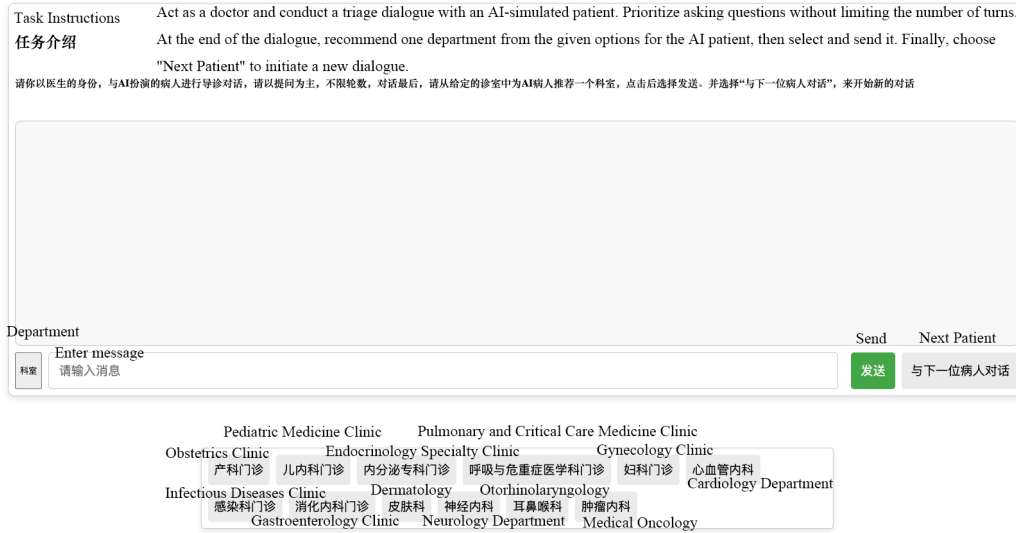 Task Instructions
Act as a doctor and conduct a triage dialogue with an AI-simulated patient. Prioritize asking questions without limiting the number of turns.
任务介绍
At the end of the dialogue, recommend one department from the given options for the AI patient, then select and send it. Finally, choose
"Next Patient" to initiate a new dialogue.
请你以医生的身份，与AI扮演的病人进行导诊对话，请以提问为主，不限轮数，对话最后，请从给定的诊室中为AI病人推荐一个科室，点击后选择发送。并选择“与下一位病人对话”，来开始新的对话
Department
Send
Next Patient
Enter message
科室
请输入消息
发送
与下一位病人对话
Pediatric Medicine Clinic
Pulmonary and Critical Care Medicine Clinic
Obstetrics Clinic
Endocrinology Specialty Clinic
Gynecology Clinic
产科门诊 儿内科门诊 内分泌专科门诊 呼吸与危重症医学科门诊 妇科门诊 心血管内科
Cardiology Department
Infectious Diseases Clinic
Dermatology
Otorhinolaryngology
感染科门诊 消化内科门诊 皮肤科 神经内科 耳鼻喉科 肿瘤内科
Gastroenterology Clinic
Neurology Department
Medical Oncology